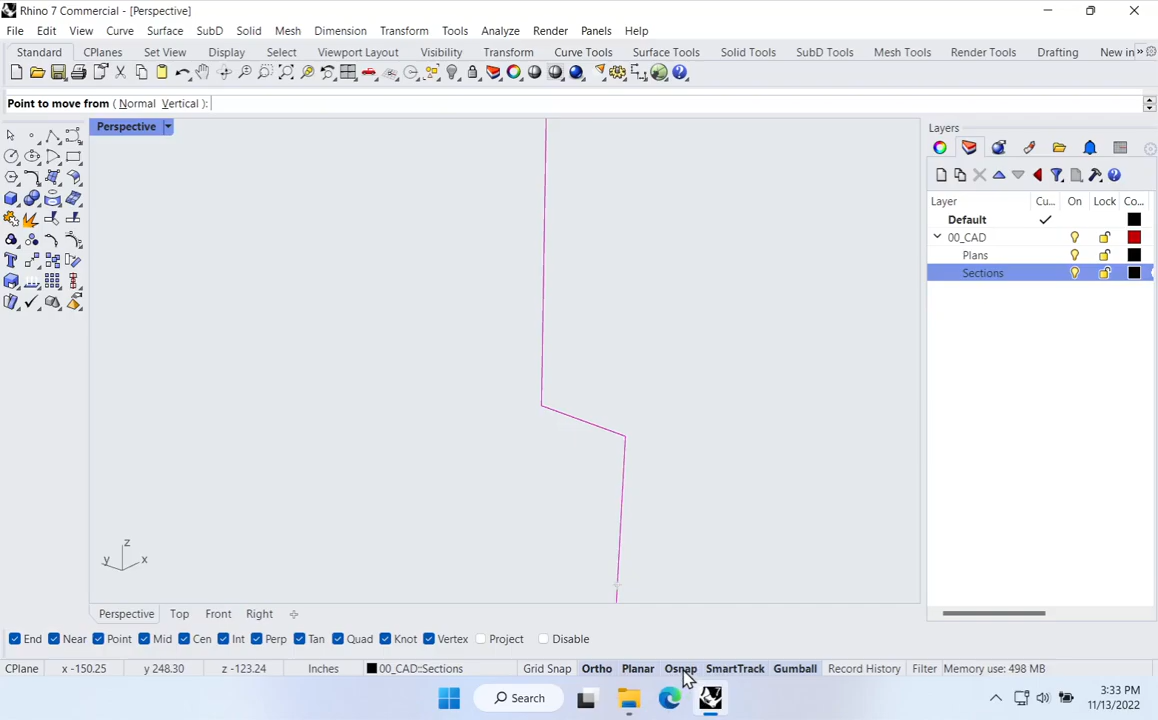 Rhino 7 Commercial - [Perspective]
File Edit View Curve Surface SubD Solid Mesh Dimension Transform Tools Analyze Render Panels Help
Standard CPlanes Set View Display Select Viewport Layout Visibility Transform Curve Tools Surface Tools Solid Tools SubD Tools Mesh Tools Render Tools Drafting New in »
Point to move from ( Normal Vertical ):
Perspective
Layers
Layer Cu... On Lock Co...
Default
00_CAD
Plans
Sections
z
y x
Perspective Top Front Right
End Near Point Mid Cen Int Perp Tan Quad Knot Vertex Project Disable
CPlane x -150.25 y 248.30 z -123.24 Inches 00_CAD::Sections Grid Snap Ortho Planar Osnap SmartTrack Gumball Record History Filter Memory use: 498 MB
Search
3:33 PM
11/13/2022